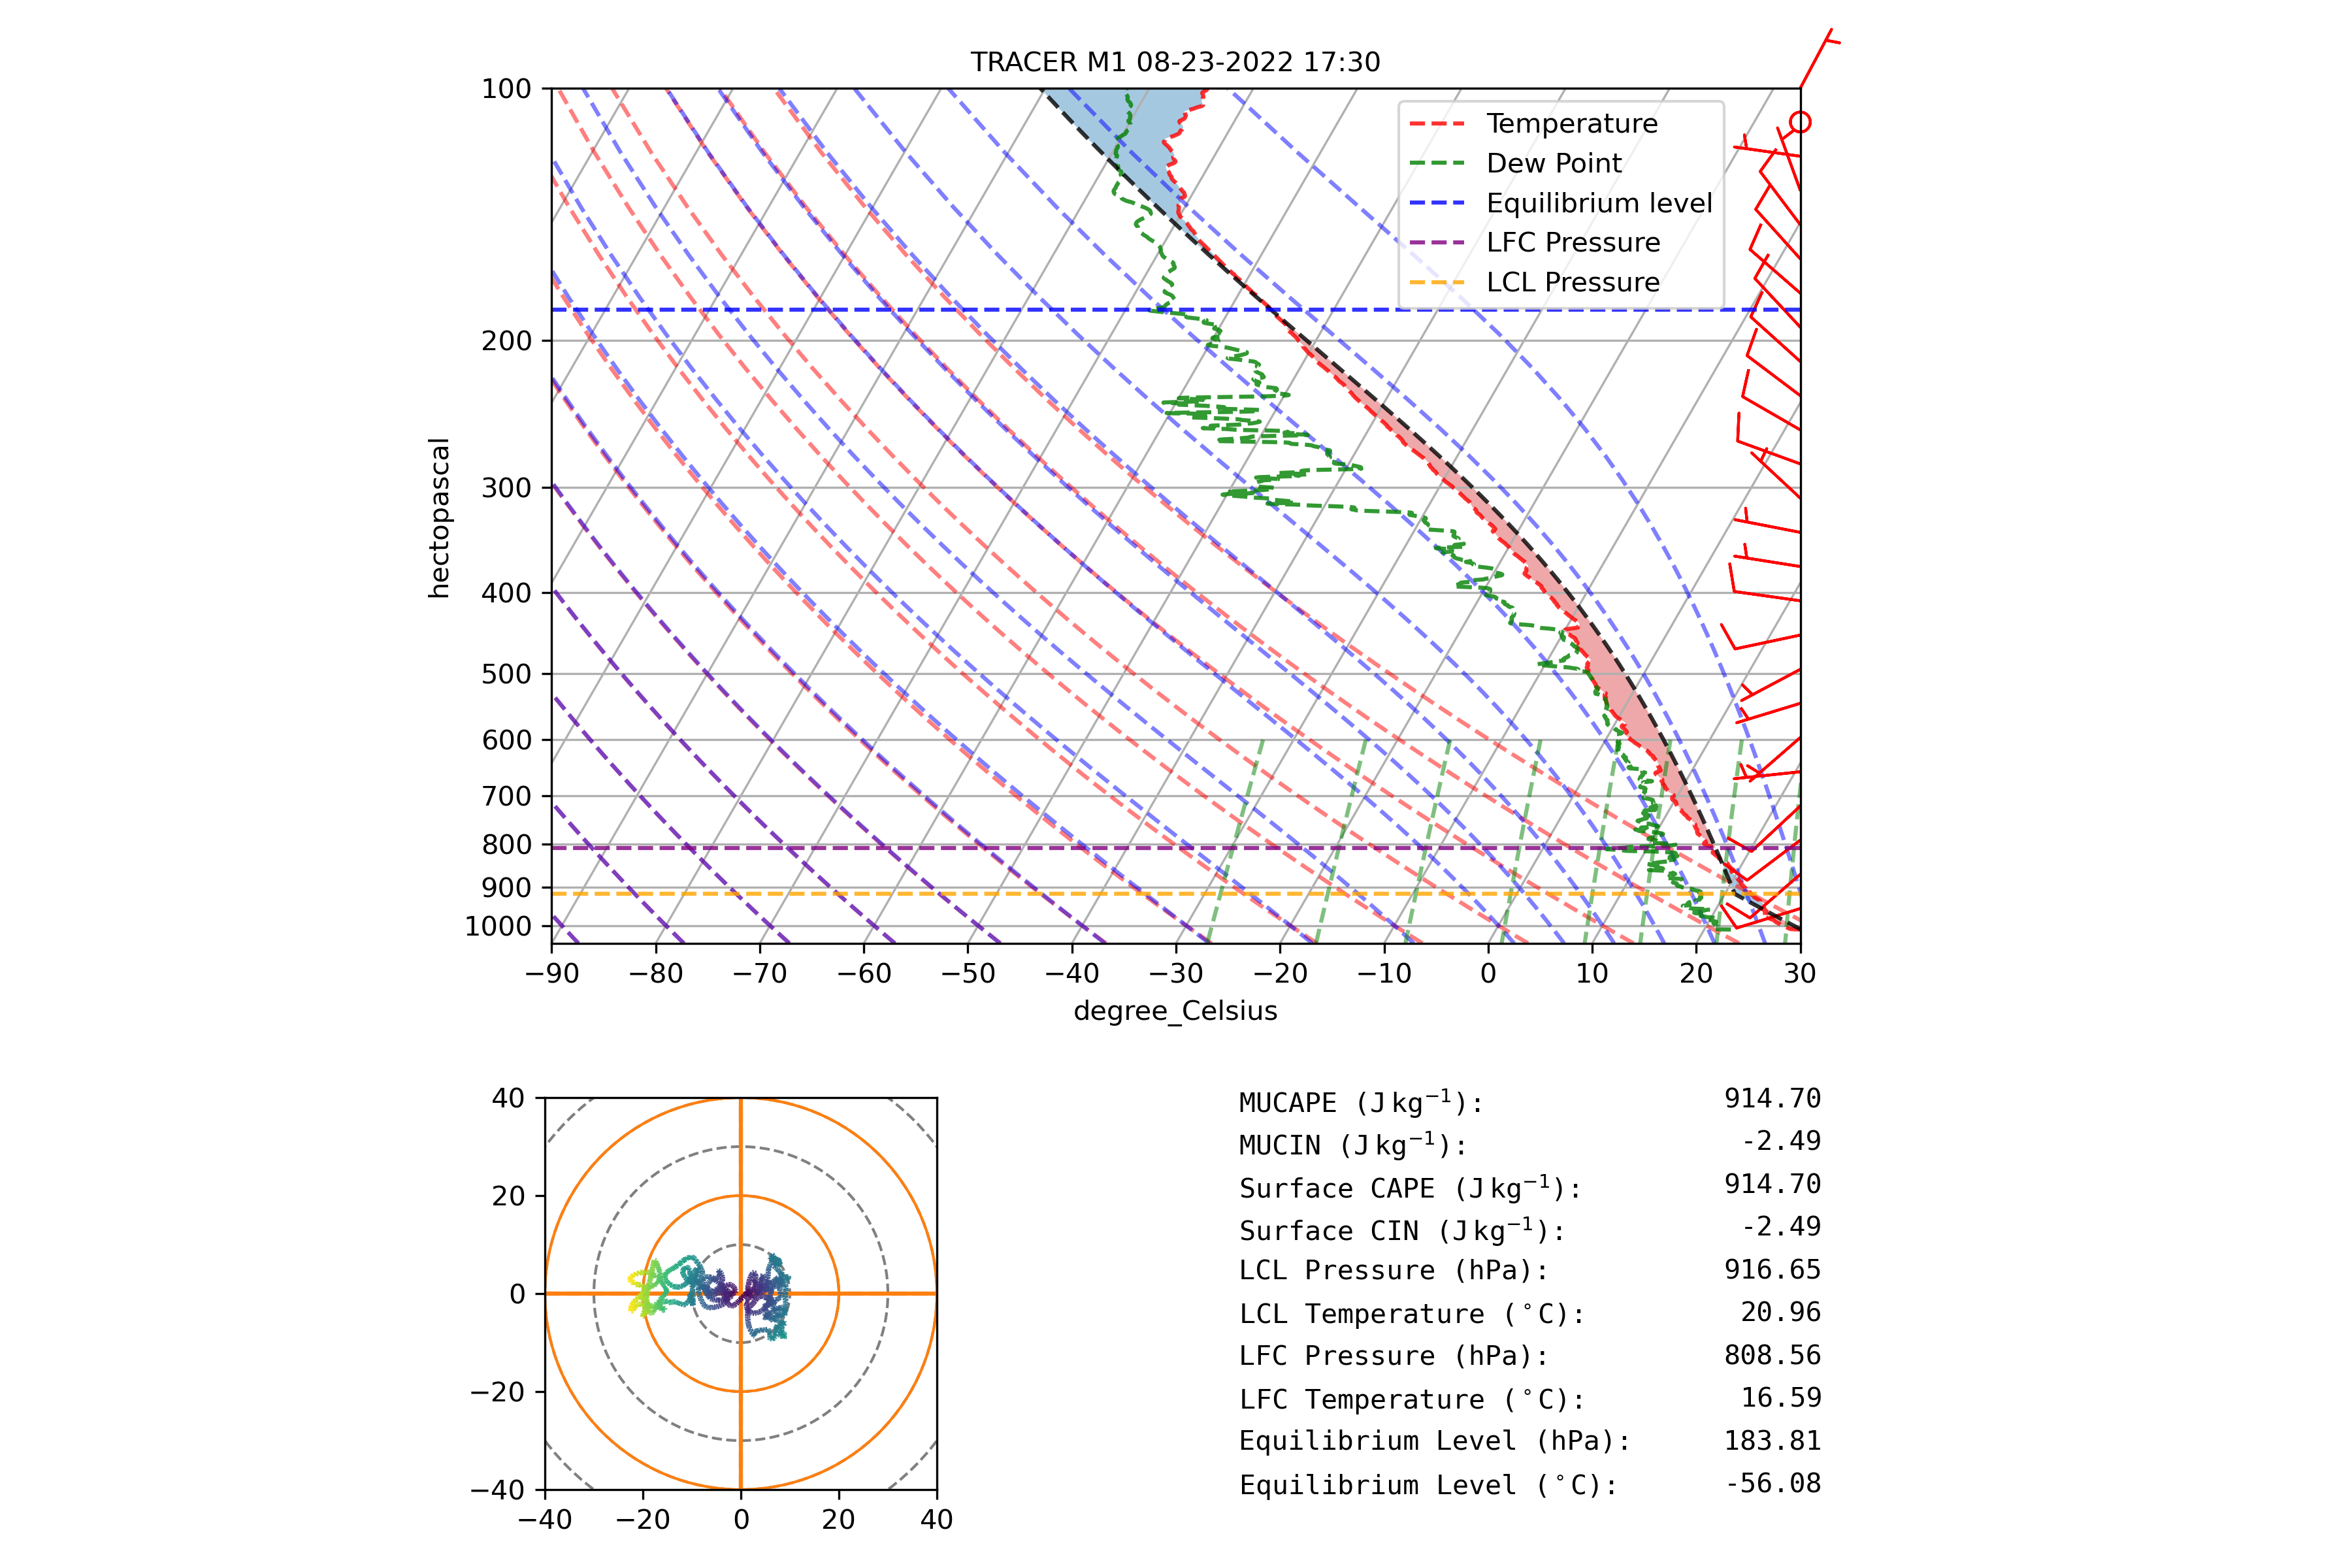 TRACER M1 08-23-2022 17:30
100
200
300
400
500
600
700
800
900
1000
hectopascal
Temperature
Dew Point
Equilibrium level
LFC Pressure
LCL Pressure
−90 −80 −70 −60 −50 −40 −30 −20 −10 0 10 20 30
degree_Celsius
40
20
0
−20
−40
−40 −20 0 20 40
MUCAPE (J kg⁻¹): 914.70
MUCIN (J kg⁻¹): -2.49
Surface CAPE (J kg⁻¹): 914.70
Surface CIN (J kg⁻¹): -2.49
LCL Pressure (hPa): 916.65
LCL Temperature (°C): 20.96
LFC Pressure (hPa): 808.56
LFC Temperature (°C): 16.59
Equilibrium Level (hPa): 183.81
Equilibrium Level (°C): -56.08